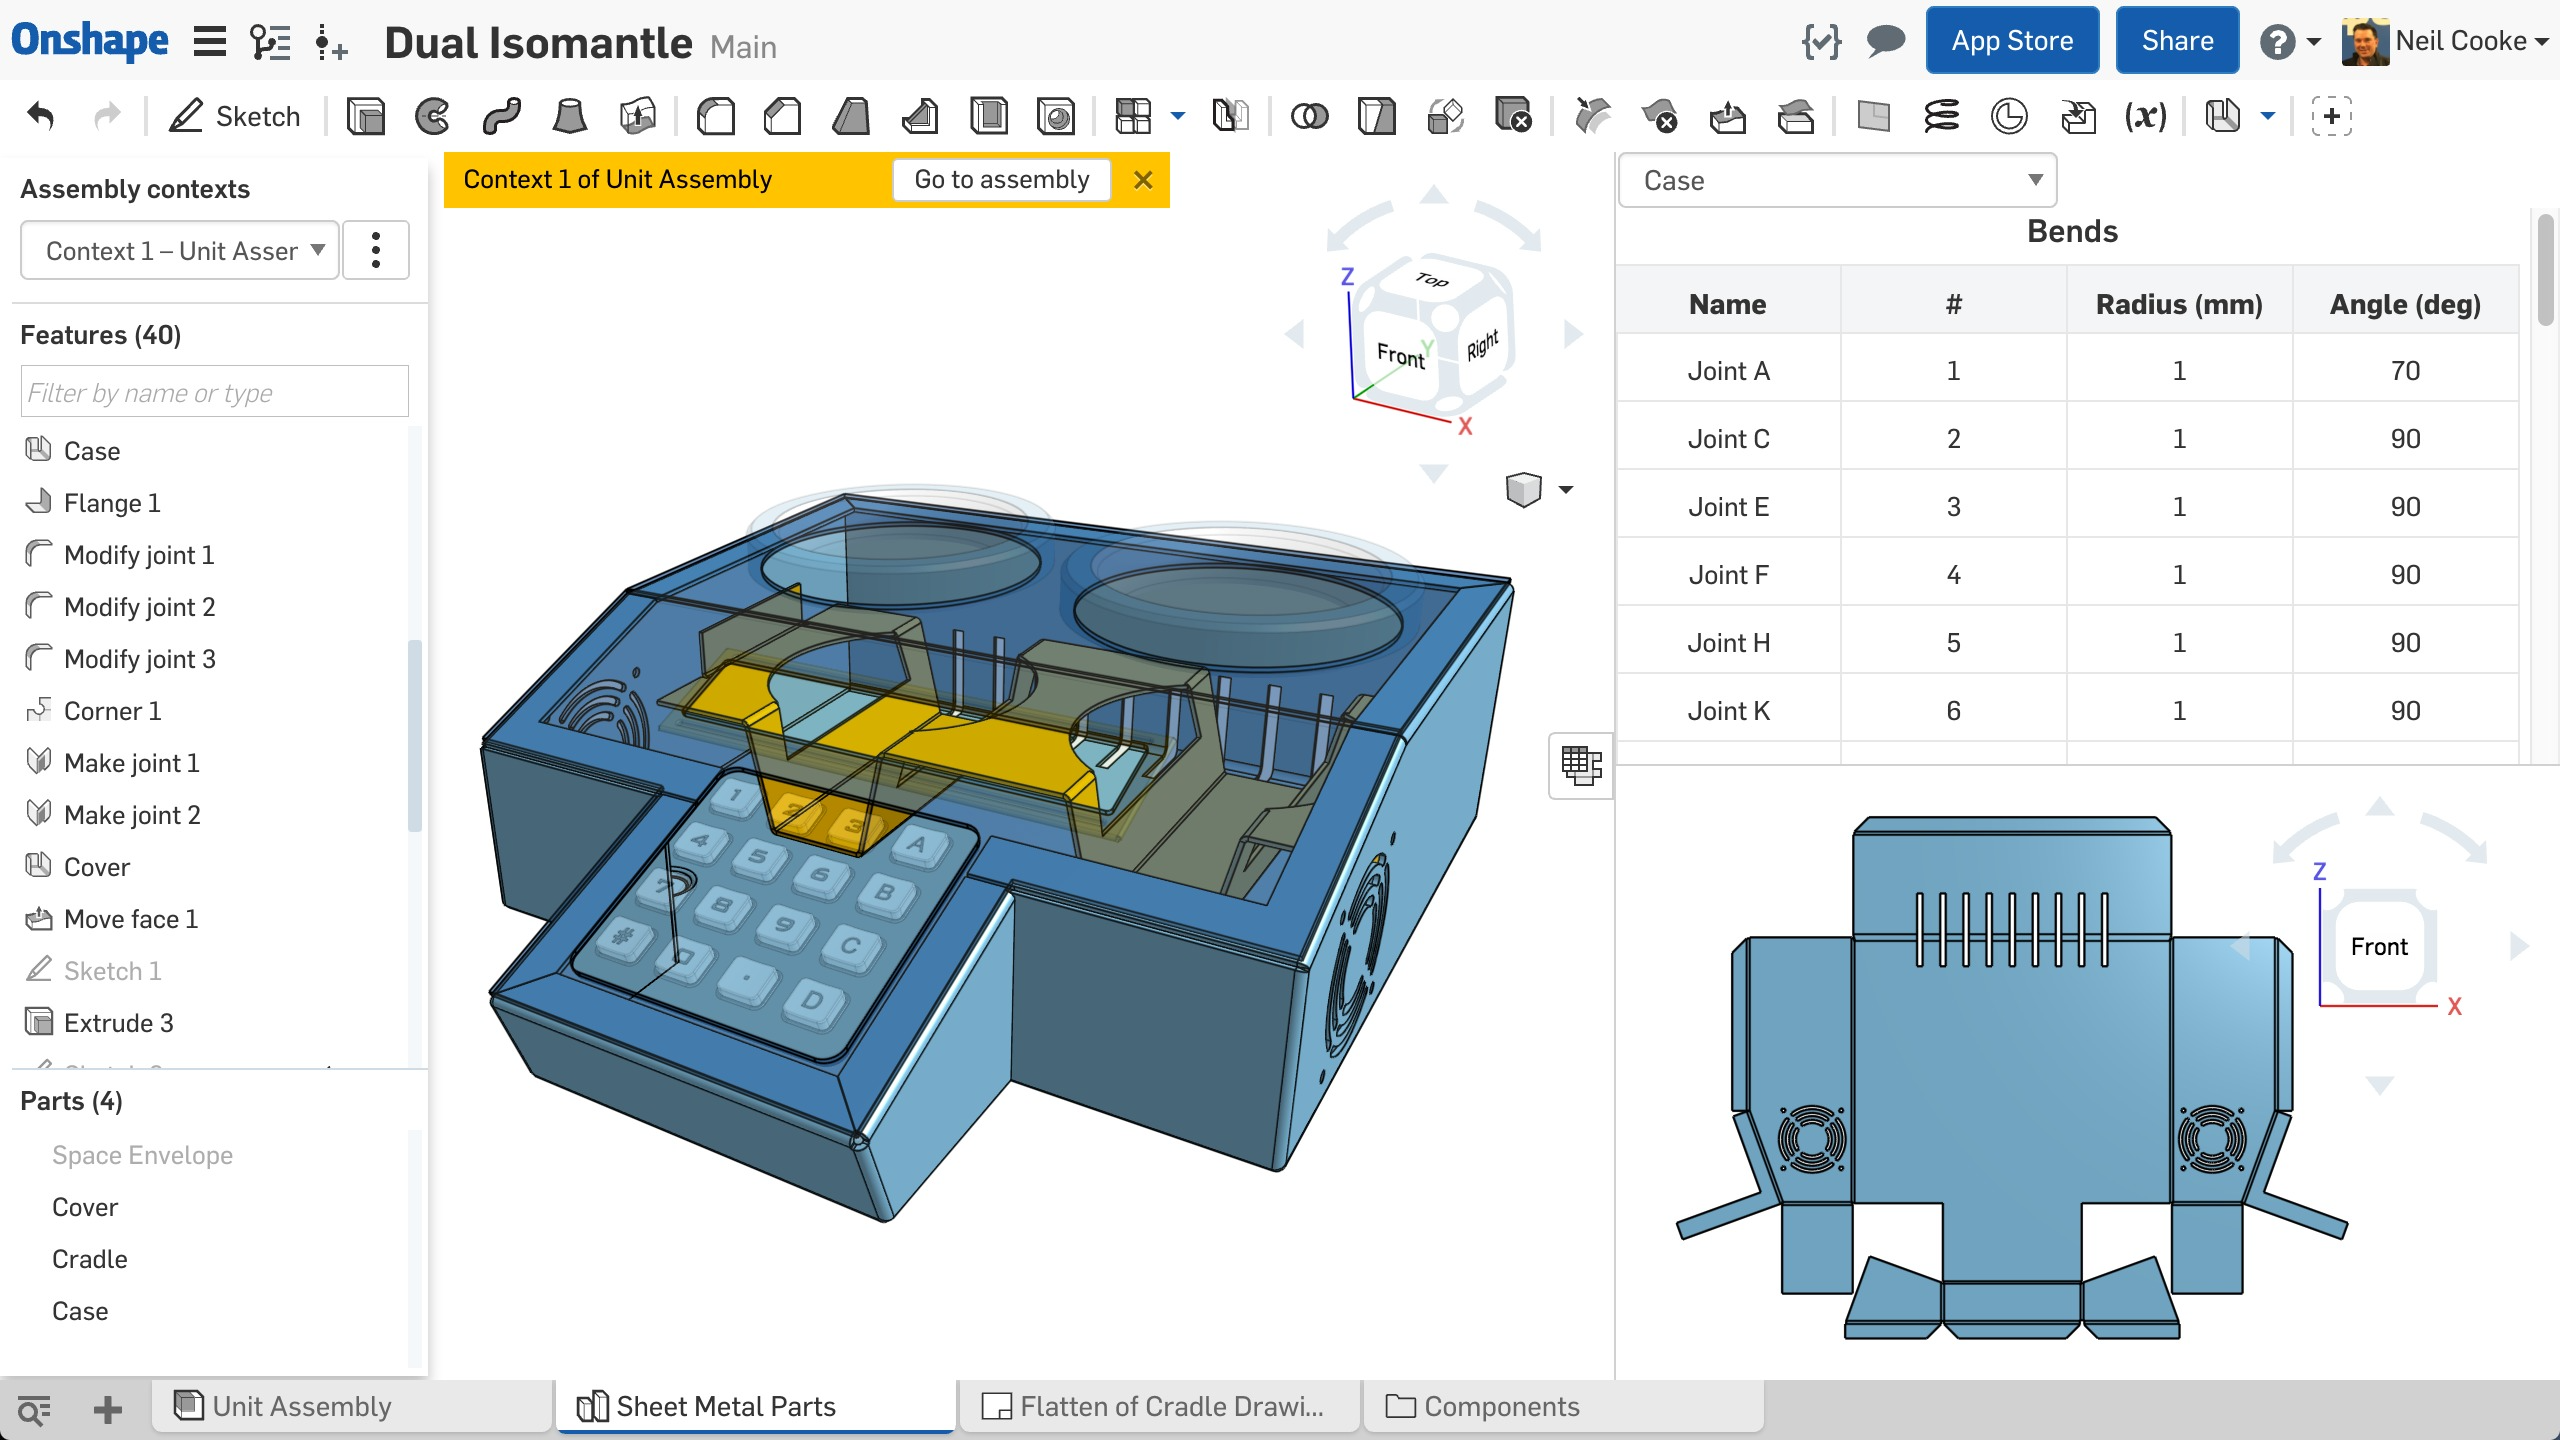 Onshape Dual Isomantle Main App Store Share Neil Cooke
Sketch (x)
Assembly contexts
Context 1 – Unit Asser
Features (40)
Filter by name or type
Case
Flange 1
Modify joint 1
Modify joint 2
Modify joint 3
Corner 1
Make joint 1
Make joint 2
Cover
Move face 1
Sketch 1
Extrude 3
Parts (4)
Space Envelope
Cover
Cradle
Case
Context 1 of Unit Assembly Go to assembly
Z
Top
Front
Y
Right
X
1 2 3 A
4 5 6 B
7 8 9 C
# 0 . D
Case
Bends
Name # Radius (mm) Angle (deg)
Joint A 1 1 70
Joint C 2 1 90
Joint E 3 1 90
Joint F 4 1 90
Joint H 5 1 90
Joint K 6 1 90
Z
Front
X
Unit Assembly Sheet Metal Parts Flatten of Cradle Drawi... Components